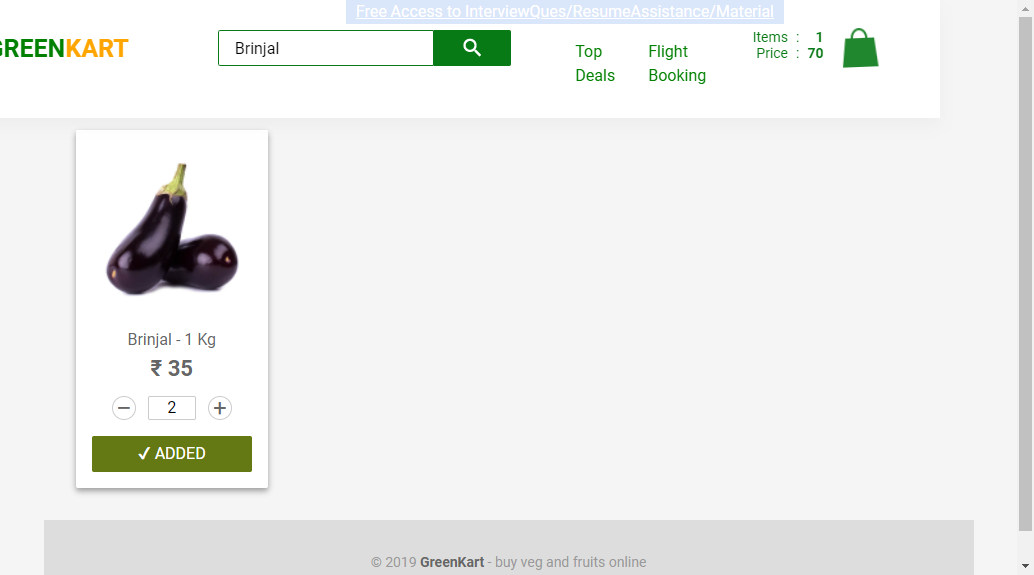 Free Access to InterviewQues/ResumeAssistance/Material
GREENKART
Brinjal
Top
Deals
Flight
Booking
Items : 1
Price : 70
Brinjal - 1 Kg
₹ 35
2
✓ ADDED
© 2019 GreenKart - buy veg and fruits online